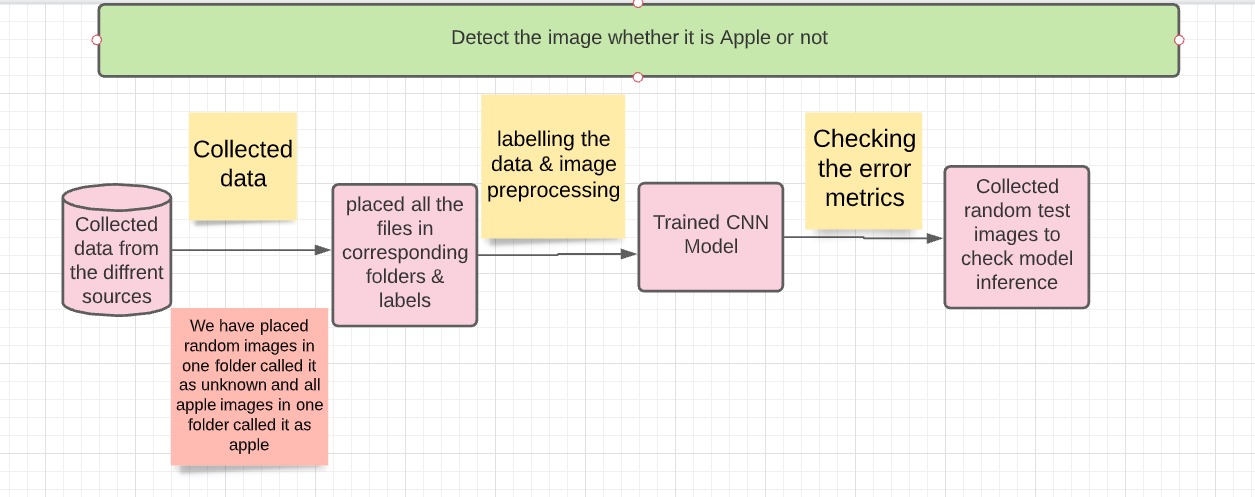 Detect the image whether it is Apple or not
Collected
data
labelling the
data & image
preprocessing
Checking
the error
metrics
Collected
data from
the diffrent
sources
placed all the
files in
corresponding
folders &
labels
Trained CNN
Model
Collected
random test
images to
check model
inference
We have placed
random images in
one folder called it
as unknown and all
apple images in one
folder called it as
apple